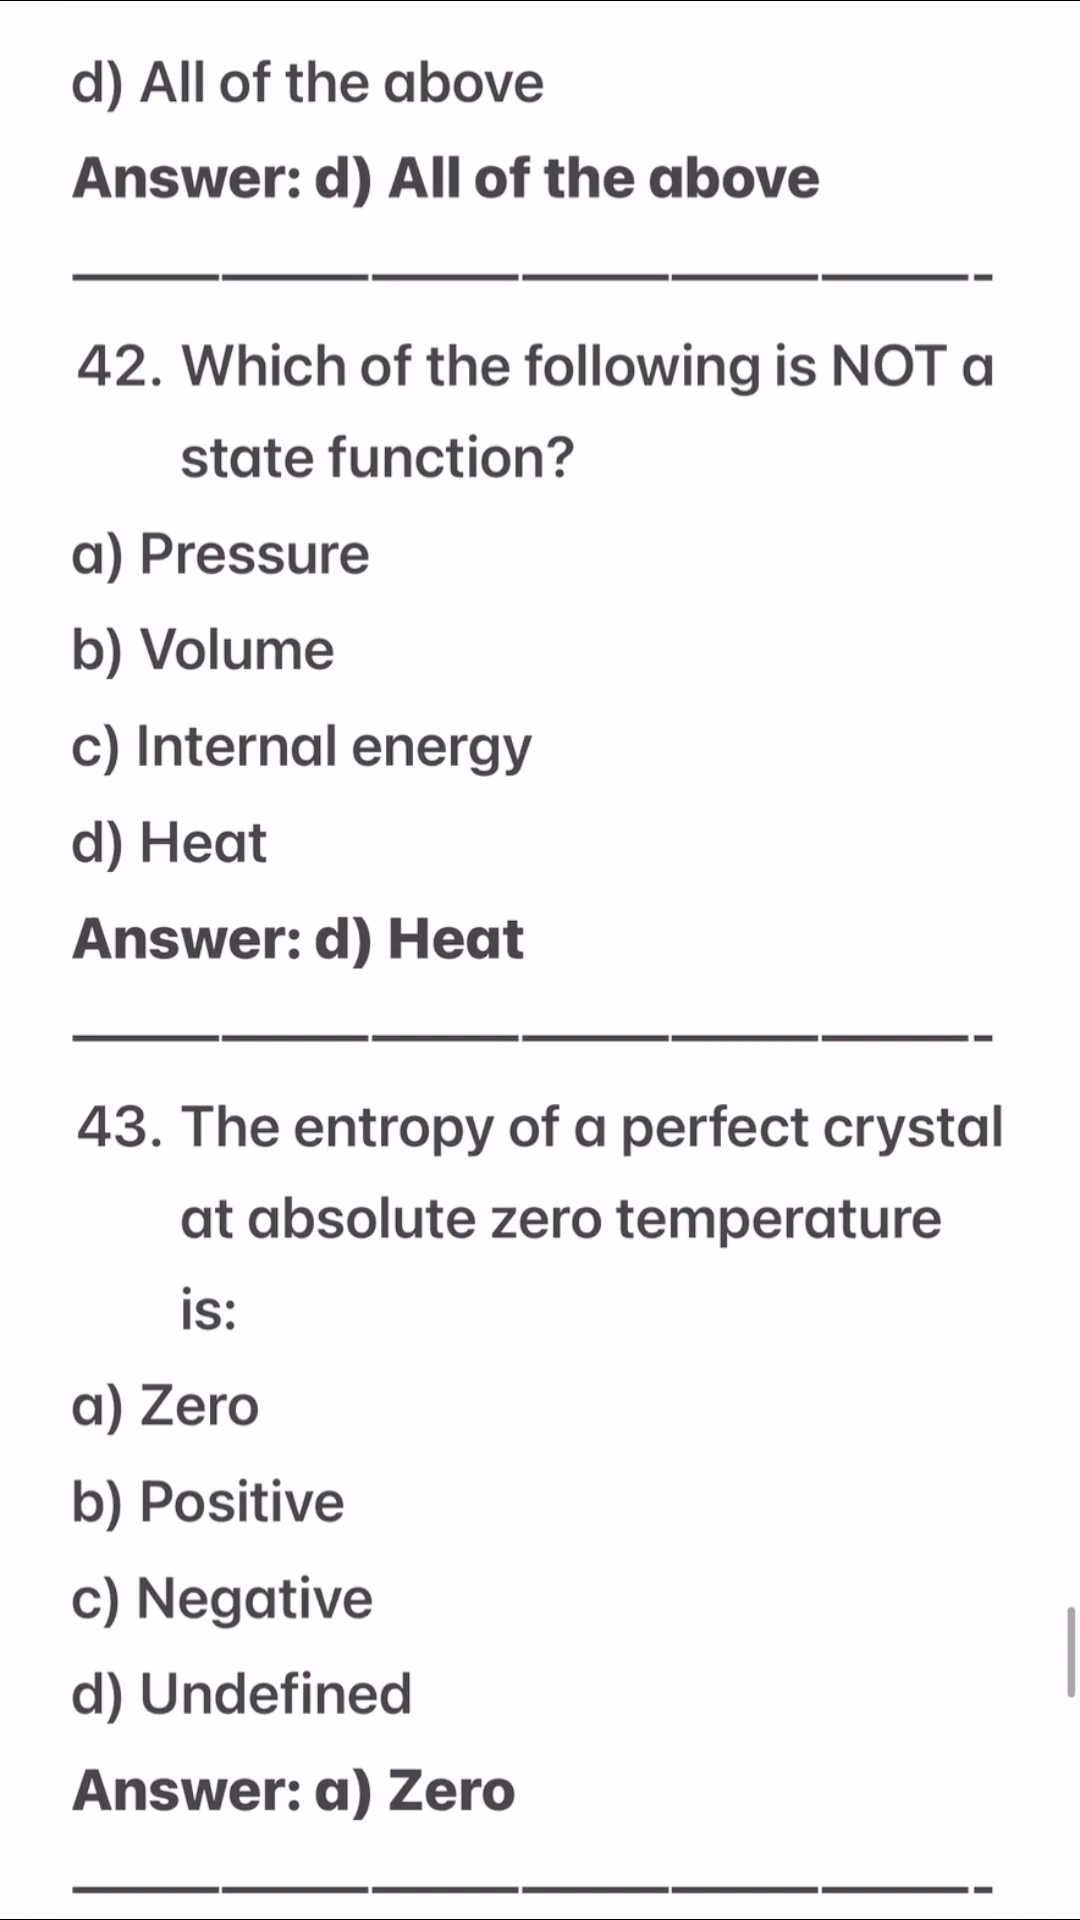 d) All of the above
Answer: d) All of the above
——————————————————-
42. Which of the following is NOT a
state function?
a) Pressure
b) Volume
c) Internal energy
d) Heat
Answer: d) Heat
——————————————————-
43. The entropy of a perfect crystal
at absolute zero temperature
is:
a) Zero
b) Positive
c) Negative
d) Undefined
Answer: a) Zero
——————————————————-